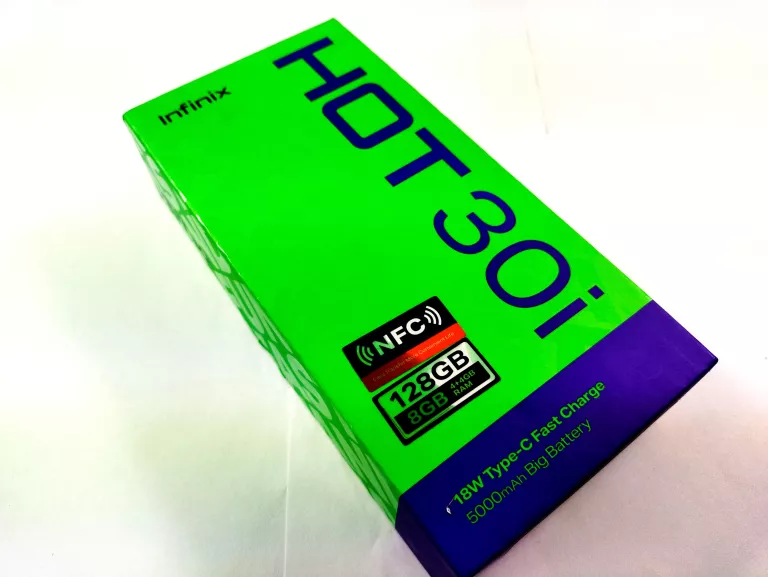 Infinix
HOT 30i
NFC
128GB
8GB 4+4GB
RAM
18W Type-C Fast Charge
5000mAh Big Battery